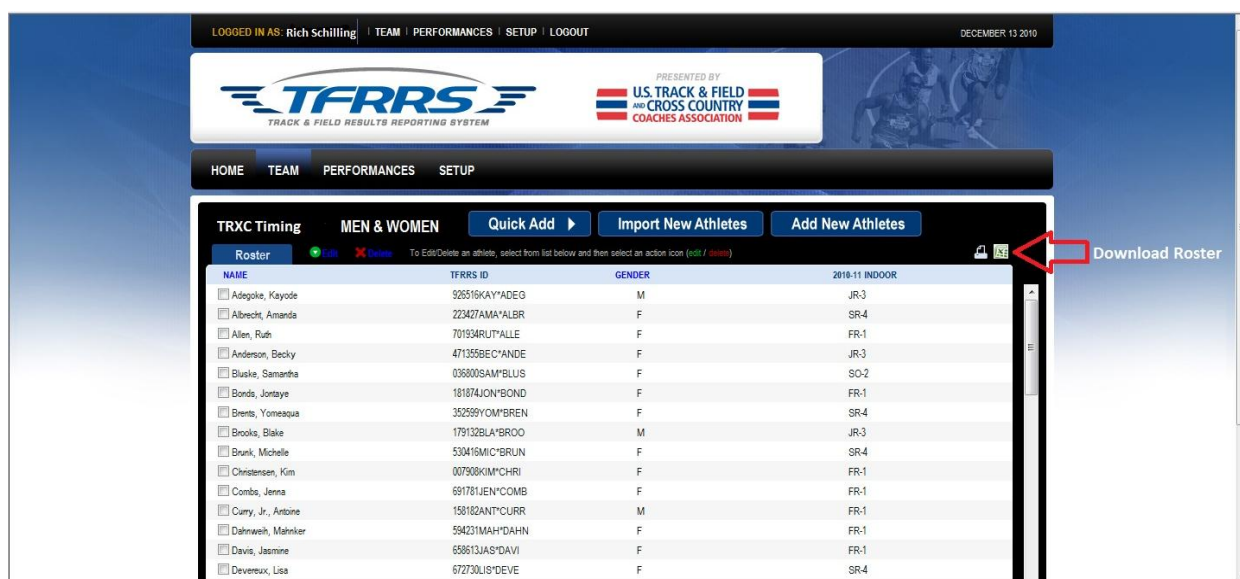 LOGGED IN AS: Rich Schilling | TEAM | PERFORMANCES | SETUP | LOGOUT DECEMBER 13 2010
TFRRS
TRACK & FIELD RESULTS REPORTING SYSTEM
PRESENTED BY
U.S. TRACK & FIELD
AND CROSS COUNTRY
COACHES ASSOCIATION
HOME TEAM PERFORMANCES SETUP
TRXC Timing MEN & WOMEN Quick Add Import New Athletes Add New Athletes
Roster Edit Delete To Edit/Delete an athlete, select from list below and then select an action icon (edit / delete) Download Roster
NAME TFRRS ID GENDER 2010-11 INDOOR
Adegoke, Kayode 926516KAY*ADEG M JR-3
Albrecht, Amanda 223427AMA*ALBR F SR-4
Allen, Ruth 701934RUT*ALLE F FR-1
Anderson, Becky 471355BEC*ANDE F JR-3
Bluske, Samantha 036800SAM*BLUS F SO-2
Bonds, Jontaye 181874JON*BOND F FR-1
Brents, Yomeaqua 352599YOM*BREN F SR-4
Brooks, Blake 179132BLA*BROO M JR-3
Brunk, Michelle 530416MIC*BRUN F SR-4
Christensen, Kim 007908KIM*CHRI F FR-1
Combs, Jenna 691781JEN*COMB F FR-1
Curry, Jr., Antoine 158182ANT*CURR M FR-1
Dahnweih, Mahnker 594231MAH*DAHN F FR-1
Davis, Jasmine 658613JAS*DAVI F FR-1
Devereux, Lisa 672730LIS*DEVE F SR-4